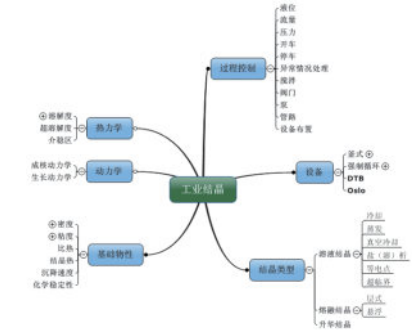 液位
流量
压力
开车
停车
异常情况处理
搅拌
阀门
泵
管路
设备布置
过程控制
溶解度
超溶解度
介稳区
热力学
成核动力学
生长动力学
动力学
工业结晶
设备
釜式
强制循环
DTB
Oslo
密度
粘度
比热
结晶热
沉降速度
化学稳定性
基础物性
结晶类型
溶液结晶
冷却
蒸发
真空冷却
盐（溶）析
等电点
超临界
熔融结晶
层式
悬浮
升华结晶